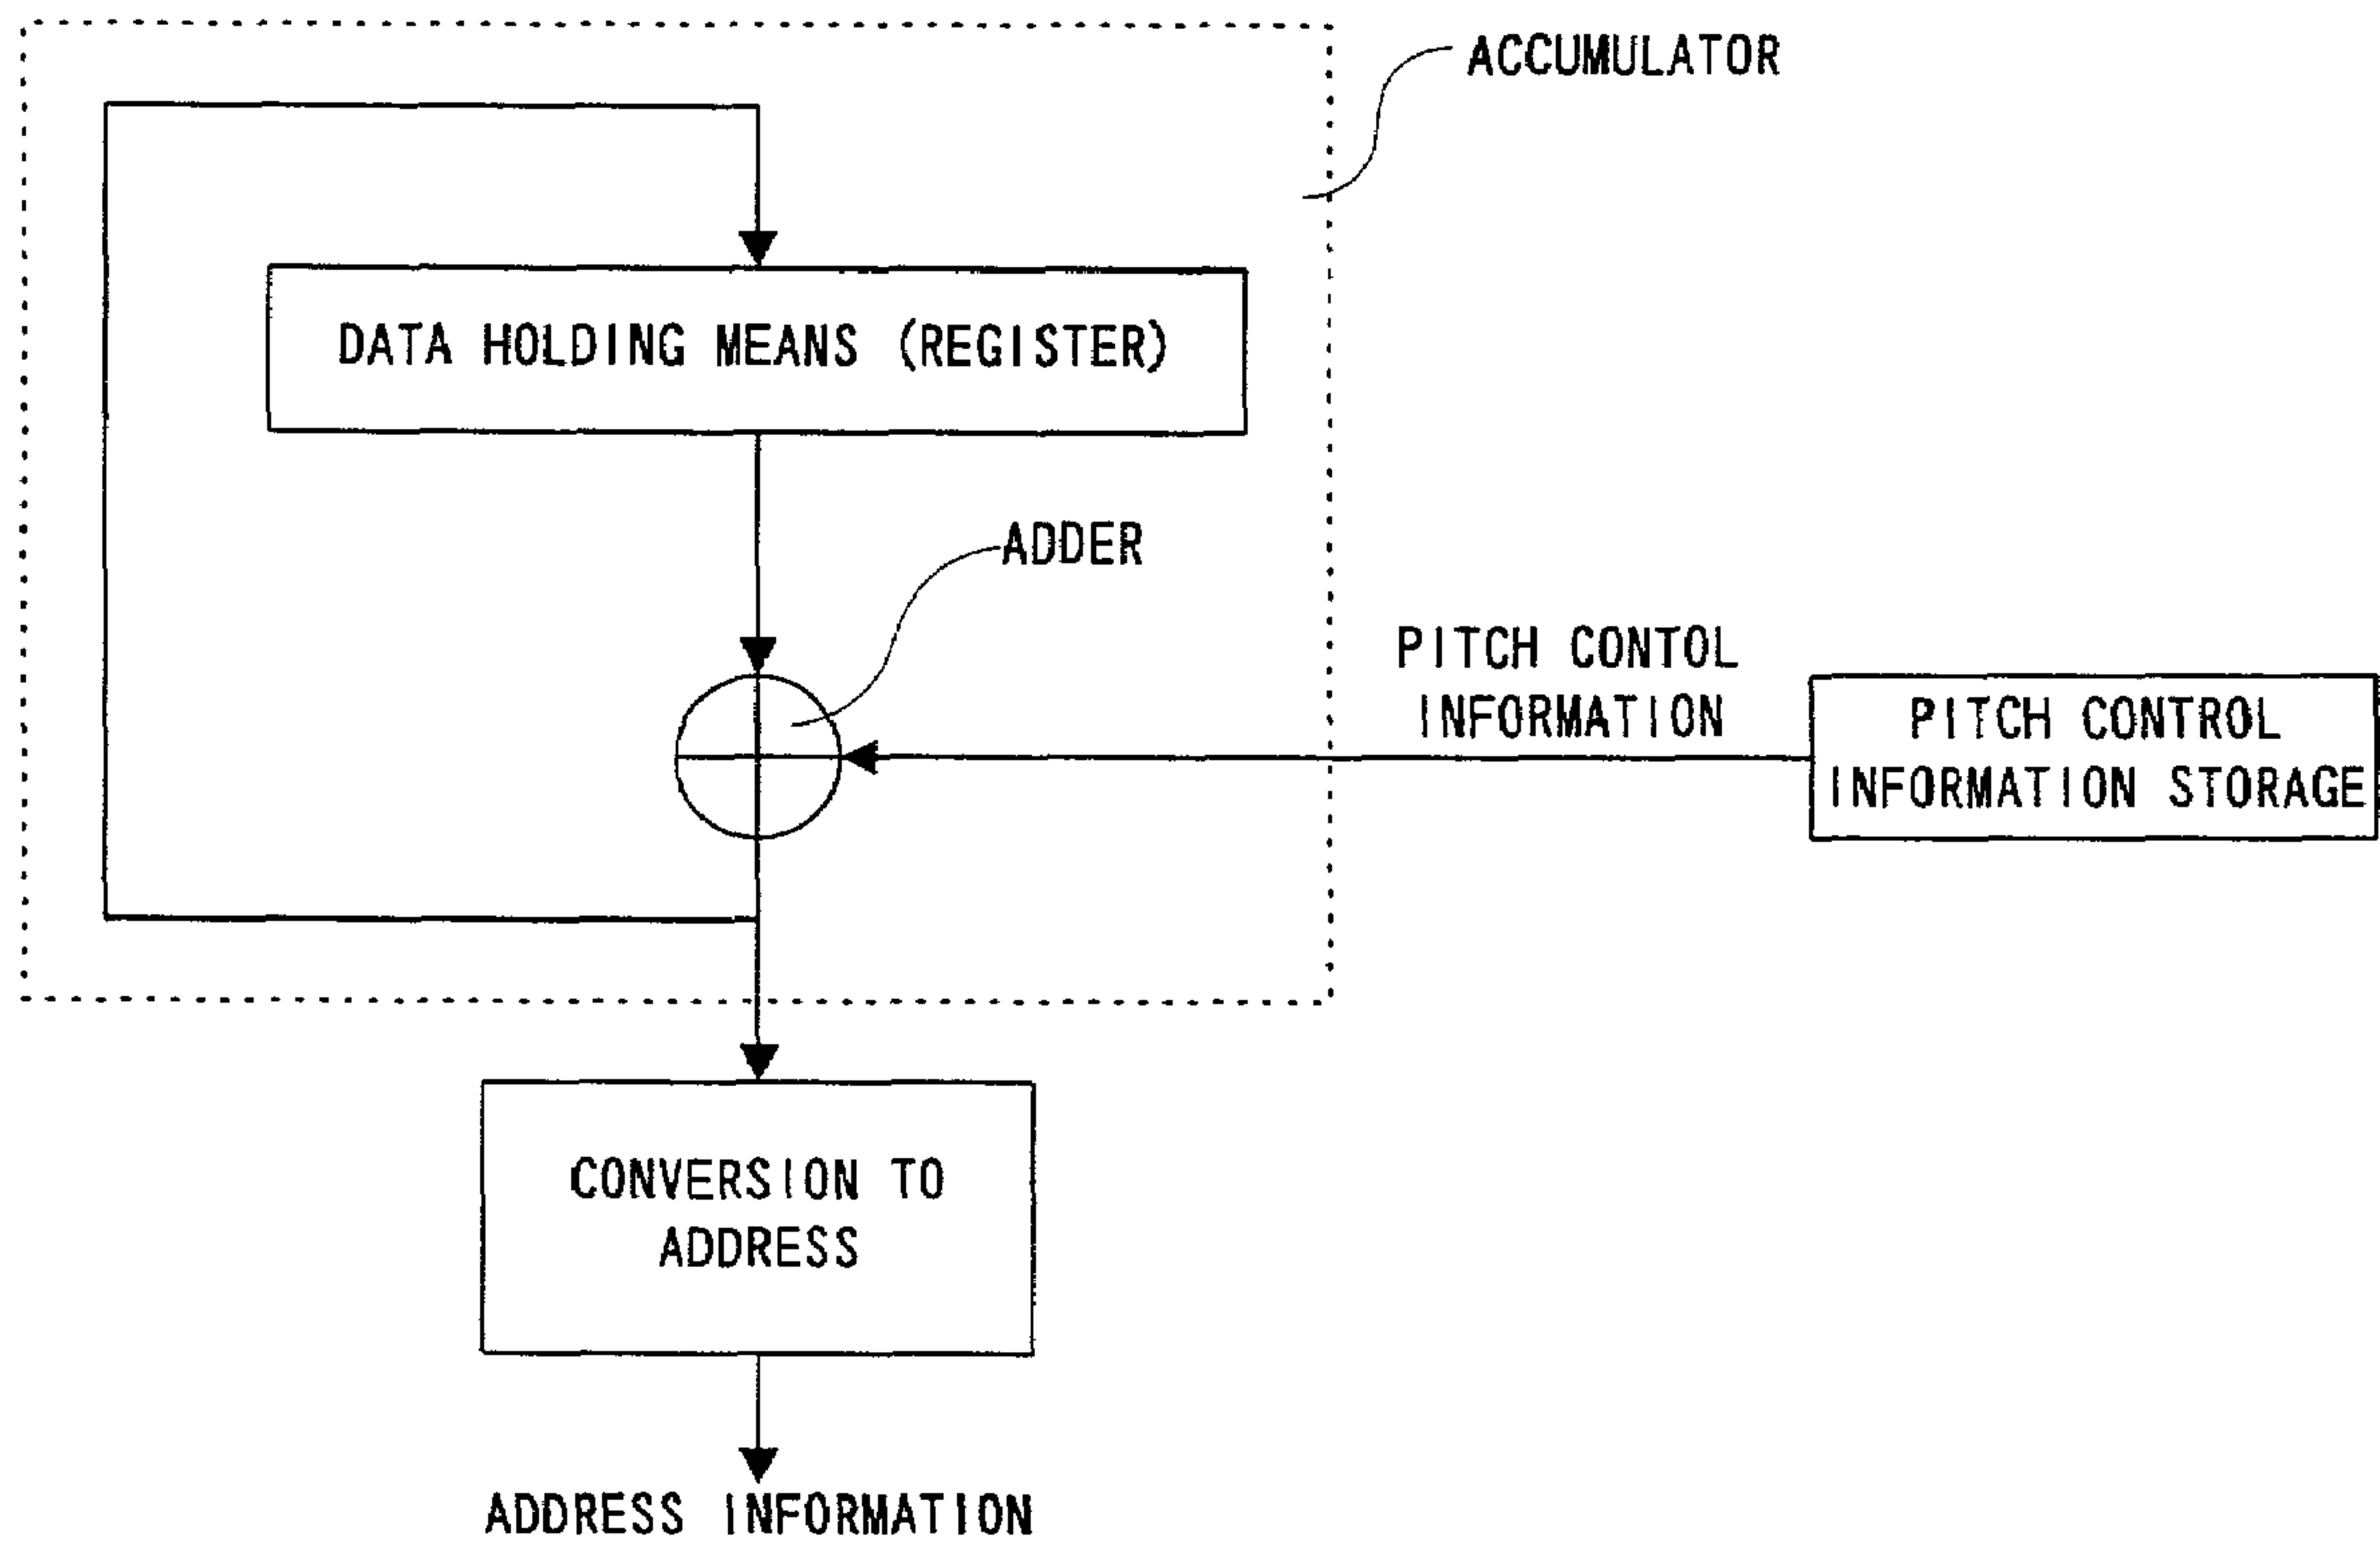 ACCUMULATOR
DATA HOLDING MEANS (REGISTER)
ADDER
PITCH CONTOL
INFORMATION
PITCH CONTROL
INFORMATION STORAGE
CONVERSION TO
ADDRESS
ADDRESS INFORMATION